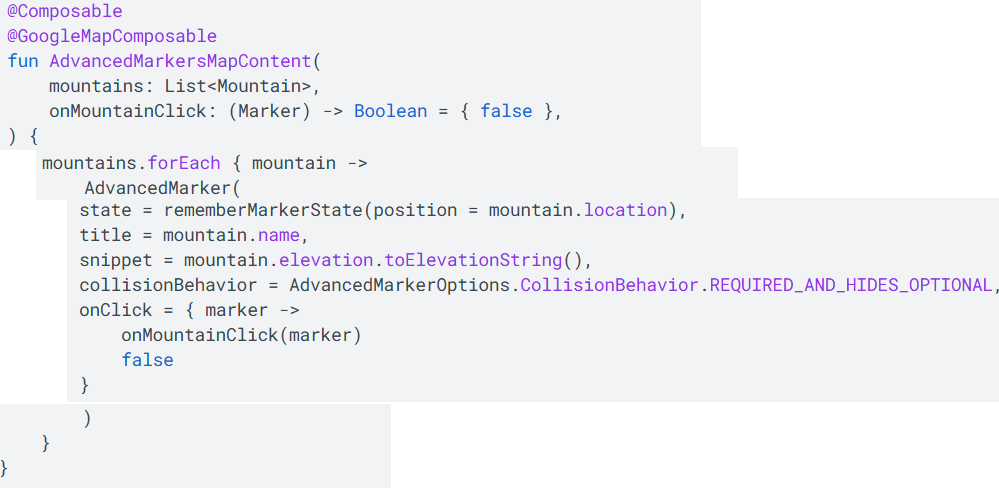 @Composable
@GoogleMapComposable
fun AdvancedMarkersMapContent(
    mountains: List<Mountain>,
    onMountainClick: (Marker) -> Boolean = { false },
) {
    mountains.forEach { mountain ->
        AdvancedMarker(
        state = rememberMarkerState(position = mountain.location),
        title = mountain.name,
        snippet = mountain.elevation.toElevationString(),
        collisionBehavior = AdvancedMarkerOptions.CollisionBehavior.REQUIRED_AND_HIDES_OPTIONAL,
        onClick = { marker ->
            onMountainClick(marker)
            false
        }
        )
    }
}